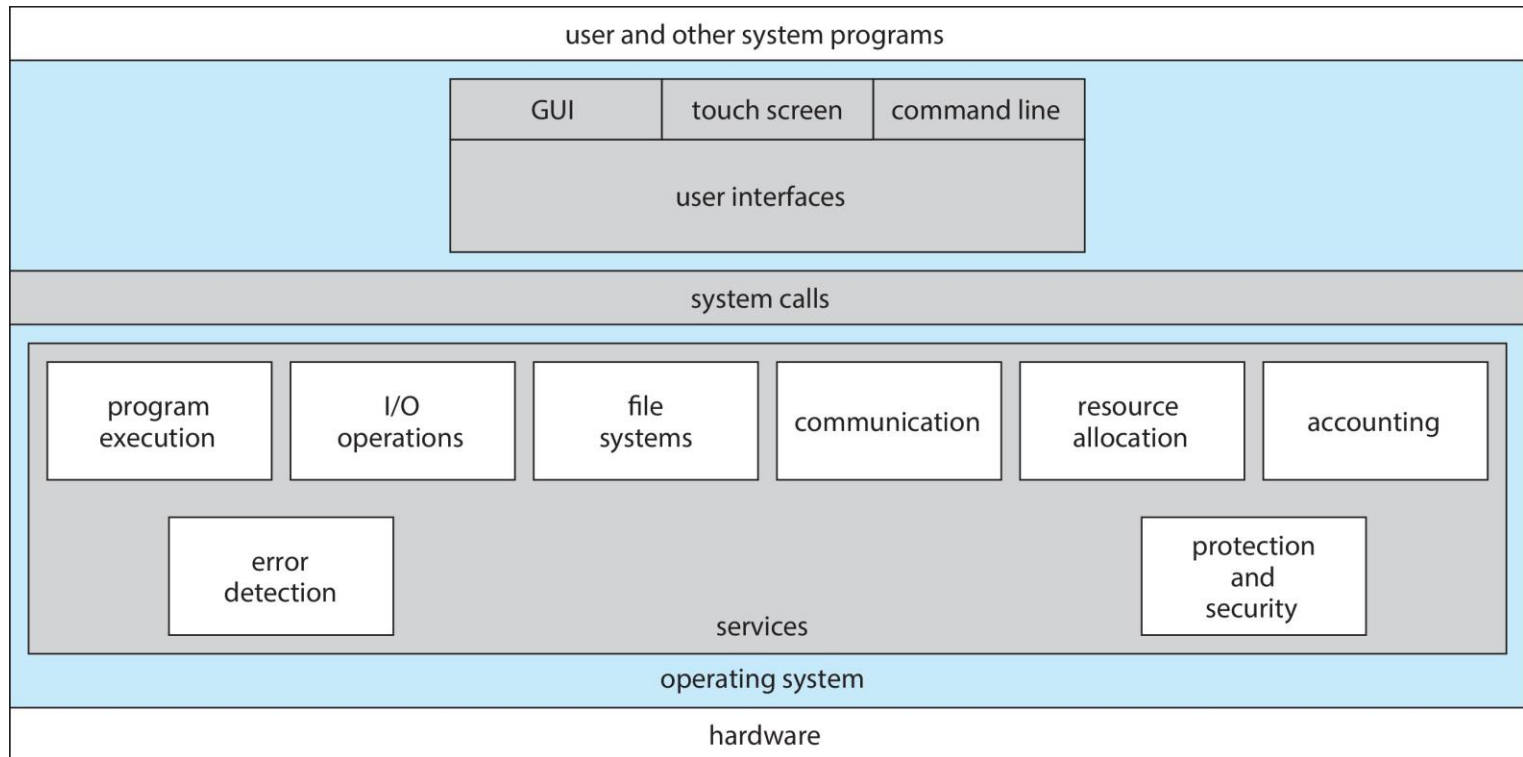 user and other system programs
GUI
touch screen
command line
user interfaces
system calls
program
execution
I/O
operations
file
systems
communication
resource
allocation
accounting
error
detection
protection
and
security
services
operating system
hardware